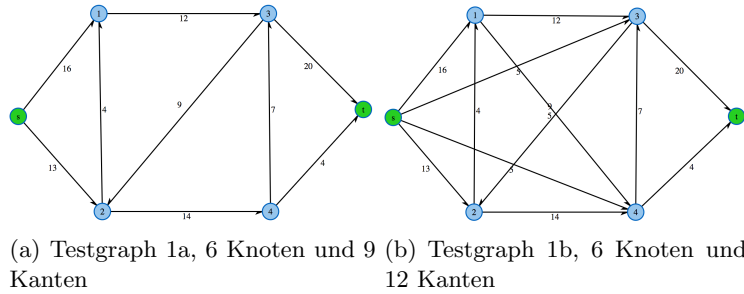 1 12 3
16 20
4 9 7
s t
13 4
2 14 4
1 12 3
16 5 20
4 9 7
5
s t
13 5 4
2 14 4
(a) Testgraph 1a, 6 Knoten und 9
Kanten
(b) Testgraph 1b, 6 Knoten und
12 Kanten